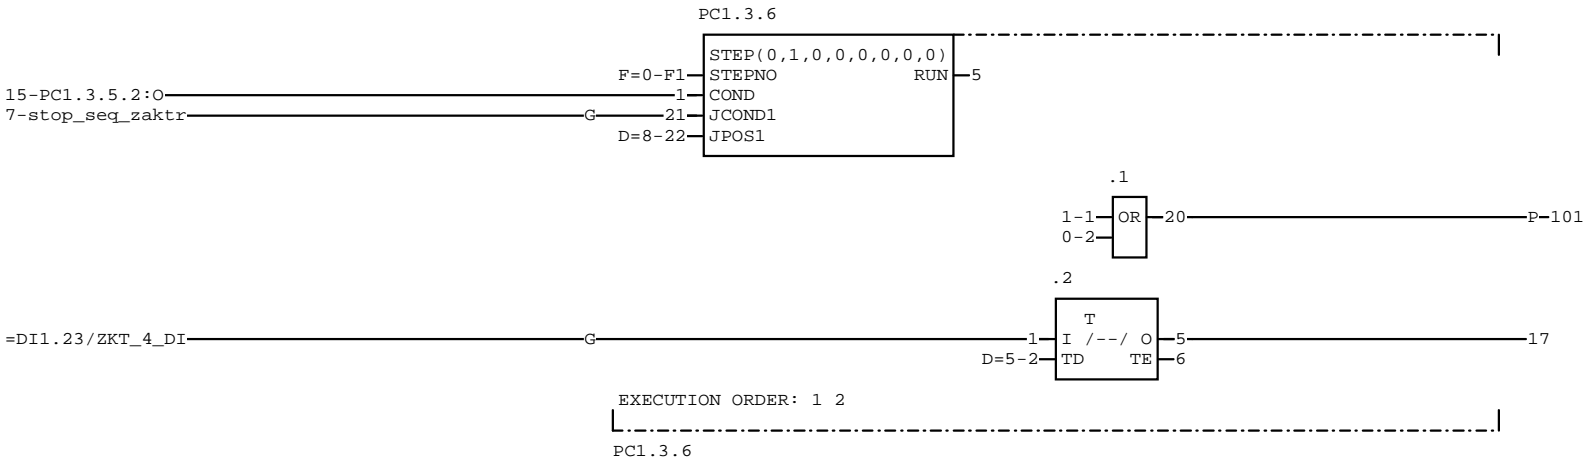 PC1.3.6
STEP(0,1,0,0,0,0,0,0)
F=0-F1 STEPNO RUN 5
15-PC1.3.5.2:O 1 COND
7-stop_seq_zaktr G 21 JCOND1
D=8-22 JPOS1
.1
1-1 OR 20 P-101
0-2
.2
T
=DI1.23/ZKT_4_DI G 1 I /--/ O 5 17
D=5-2 TD TE 6
EXECUTION ORDER: 1 2
PC1.3.6